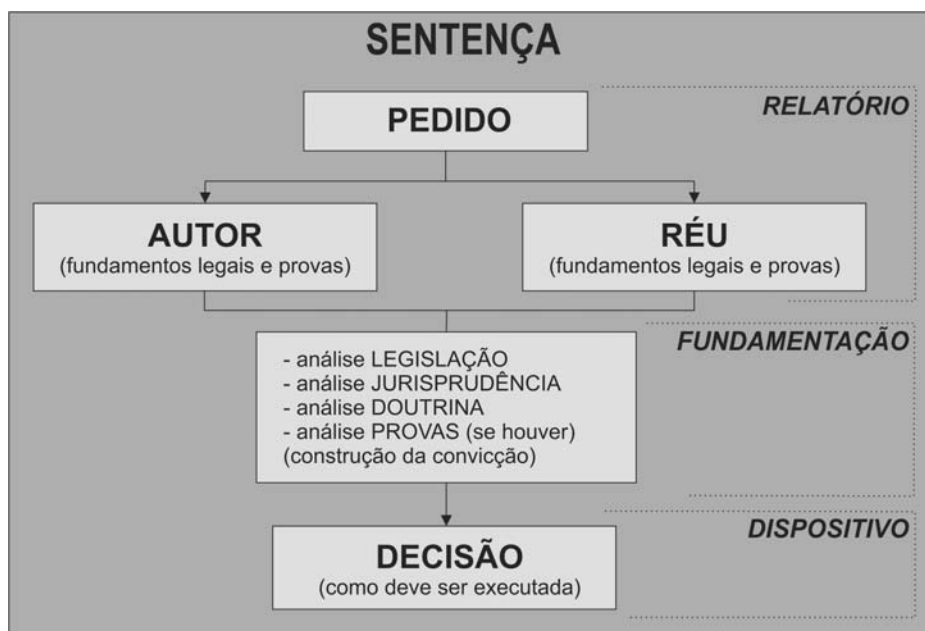 SENTENÇA
RELATÓRIO
PEDIDO
AUTOR
(fundamentos legais e provas)
RÉU
(fundamentos legais e provas)
FUNDAMENTAÇÃO
- análise LEGISLAÇÃO
- análise JURISPRUDÊNCIA
- análise DOUTRINA
- análise PROVAS (se houver)
(construção da convicção)
DISPOSITIVO
DECISÃO
(como deve ser executada)